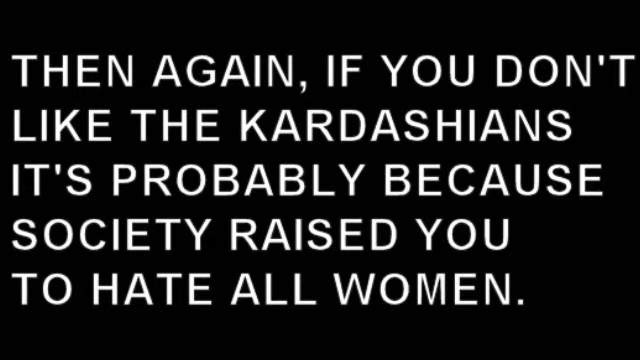 THEN AGAIN, IF YOU DON'T
LIKE THE KARDASHIANS
IT'S PROBABLY BECAUSE
SOCIETY RAISED YOU
TO HATE ALL WOMEN.